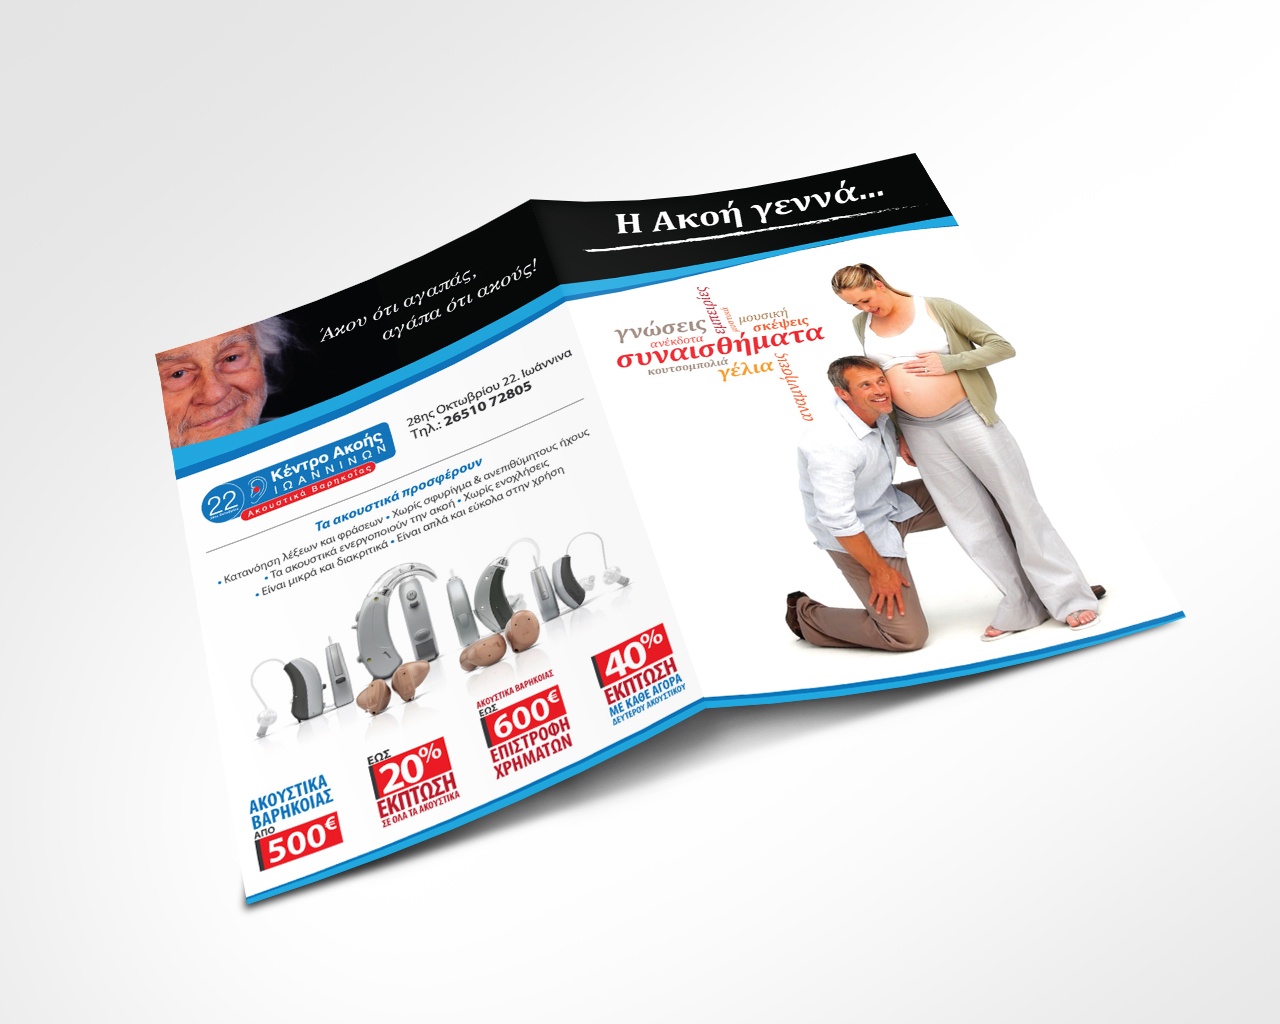 Άκου ότι αγαπάς,
αγάπα ότι ακούς!
22
Κέντρο Ακοής
ΙΩΑΝΝΙΝΩΝ
Ακουστικά Βαρηκοΐας
28ης Οκτωβρίου 22. Ιωάννινα
Τηλ.: 26510 72805
Τα ακουστικά προσφέρουν
• Κατανόηση λέξεων και φράσεων • Χωρίς σφυρίγμα & ανεπιθύμητους ήχους
• Τα ακουστικά ενεργοποιούν την ακοή • Χωρίς ενοχλήσεις
• Είναι μικρά και διακριτικά • Είναι απλά και εύκολα στην χρήση
ΑΚΟΥΣΤΙΚΑ
ΒΑΡΗΚΟΙΑΣ
ΑΠΟ
500€
ΕΩΣ
20%
ΕΚΠΤΩΣΗ
ΣΕ ΟΛΑ ΤΑ ΑΚΟΥΣΤΙΚΑ
ΑΚΟΥΣΤΙΚΑ ΒΑΡΗΚΟΙΑΣ
ΕΩΣ
600€
ΕΠΙΣΤΡΟΦΗ
ΧΡΗΜΑΤΩΝ
40%
ΕΚΠΤΩΣΗ
ΜΕ ΚΑΘΕ ΑΓΟΡΑ
ΔΕΥΤΕΡΟΥ ΑΚΟΥΣΤΙΚΟΥ
Η Ακοή γεννά...
εμπειρίες
γνώσεις
μουσική
ανέκδοτα
σκέψεις
συναισθήματα
κουτσομπολιά
γέλια
αναμνήσεις